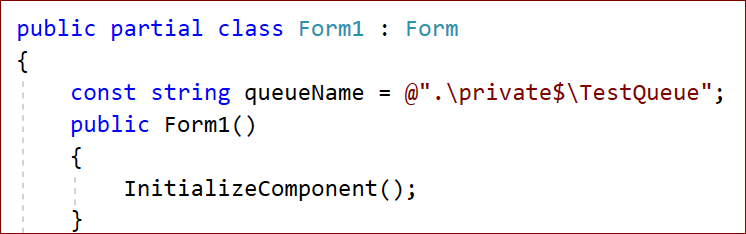 public partial class Form1 : Form
{
const string queueName = @".\private$\TestQueue";
public Form1()
{
InitializeComponent();
}